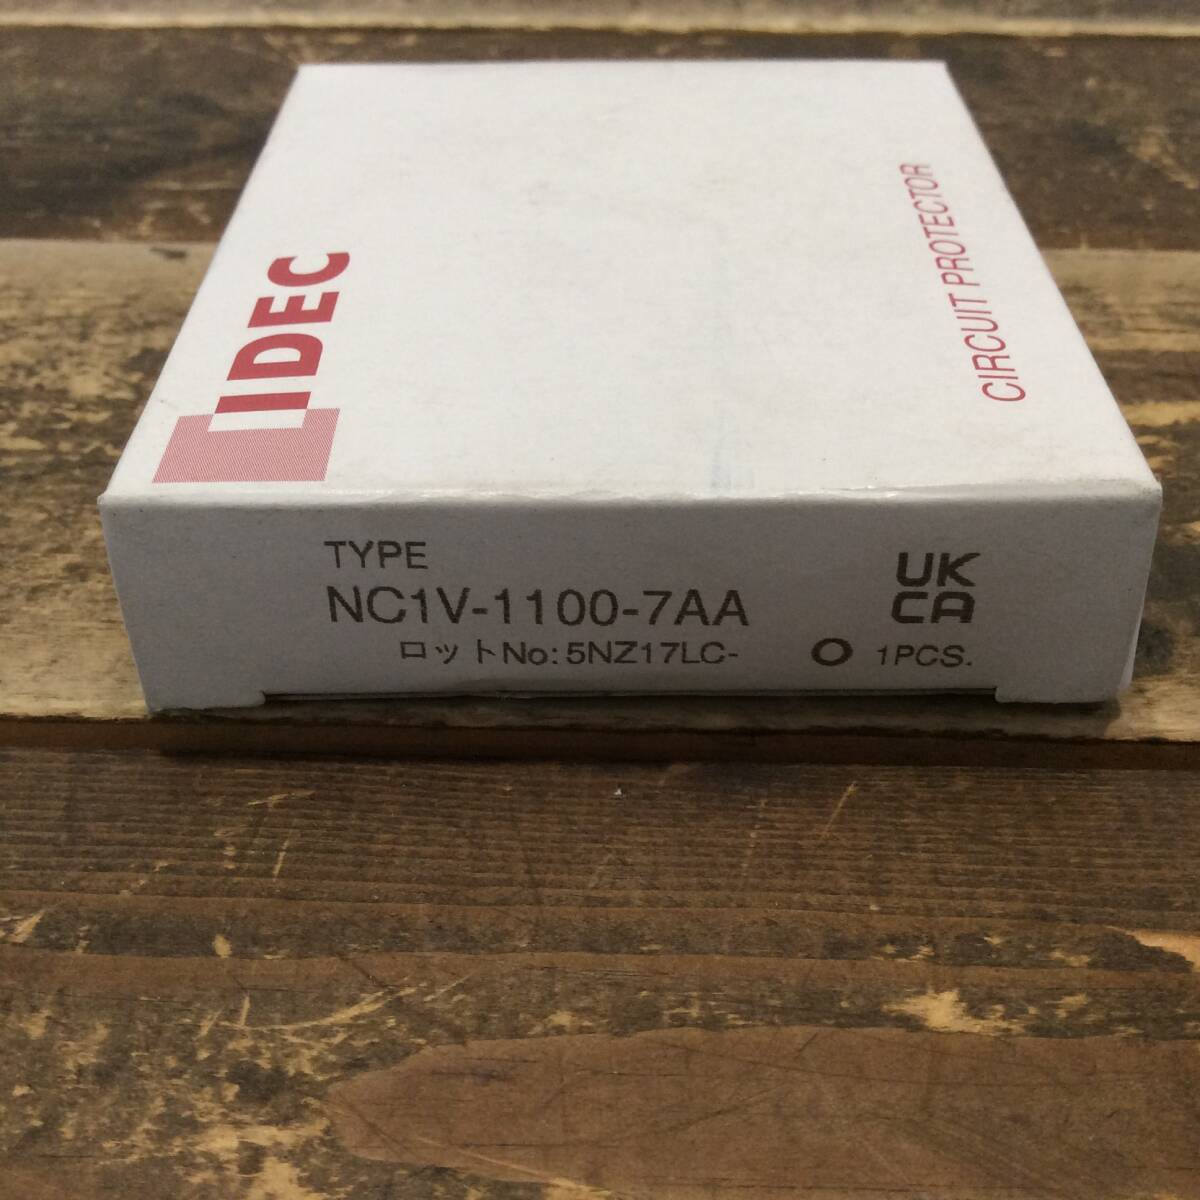 IDEC
CIRCUIT PROTECTOR
TYPE
NC1V-1100-7AA
UK
CA
ロットNo: 5NZ17LC-
1PCS.